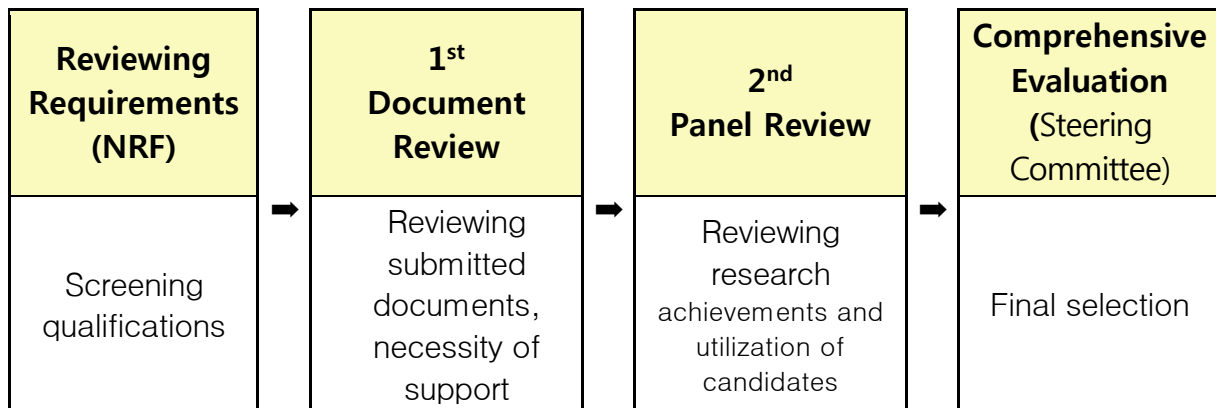 Reviewing
Requirements
(NRF)
Screening
qualifications
➡
1st
Document
Review
Reviewing
submitted
documents,
necessity of
support
➡
2nd
Panel Review
Reviewing
research
achievements and
utilization of
candidates
➡
Comprehensive
Evaluation
(Steering
Committee)
Final selection